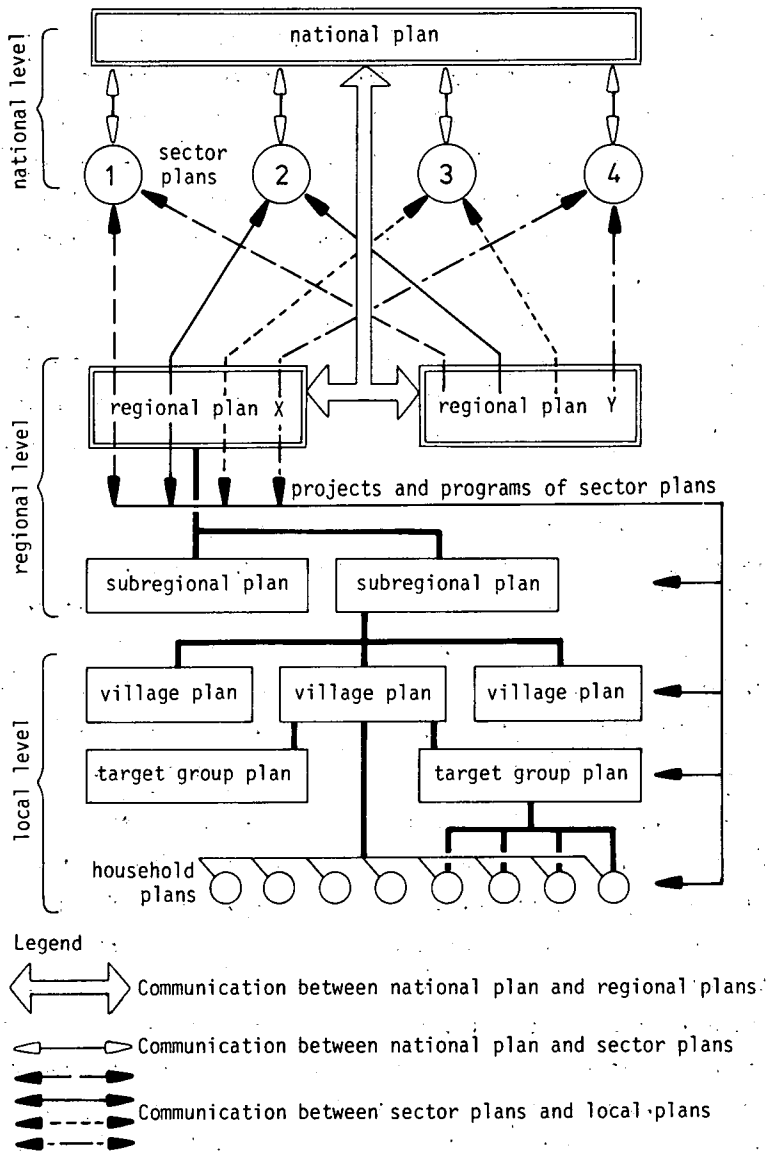 national level
national plan
sector
plans
1
2
3
4
regional level
regional plan X
regional plan Y
projects and programs of sector plans
subregional plan
subregional plan
local level
village plan
village plan
village plan
target group plan
target group plan
household
plans
Legend
Communication between national plan and regional plans
Communication between national plan and sector plans
Communication between sector plans and local plans